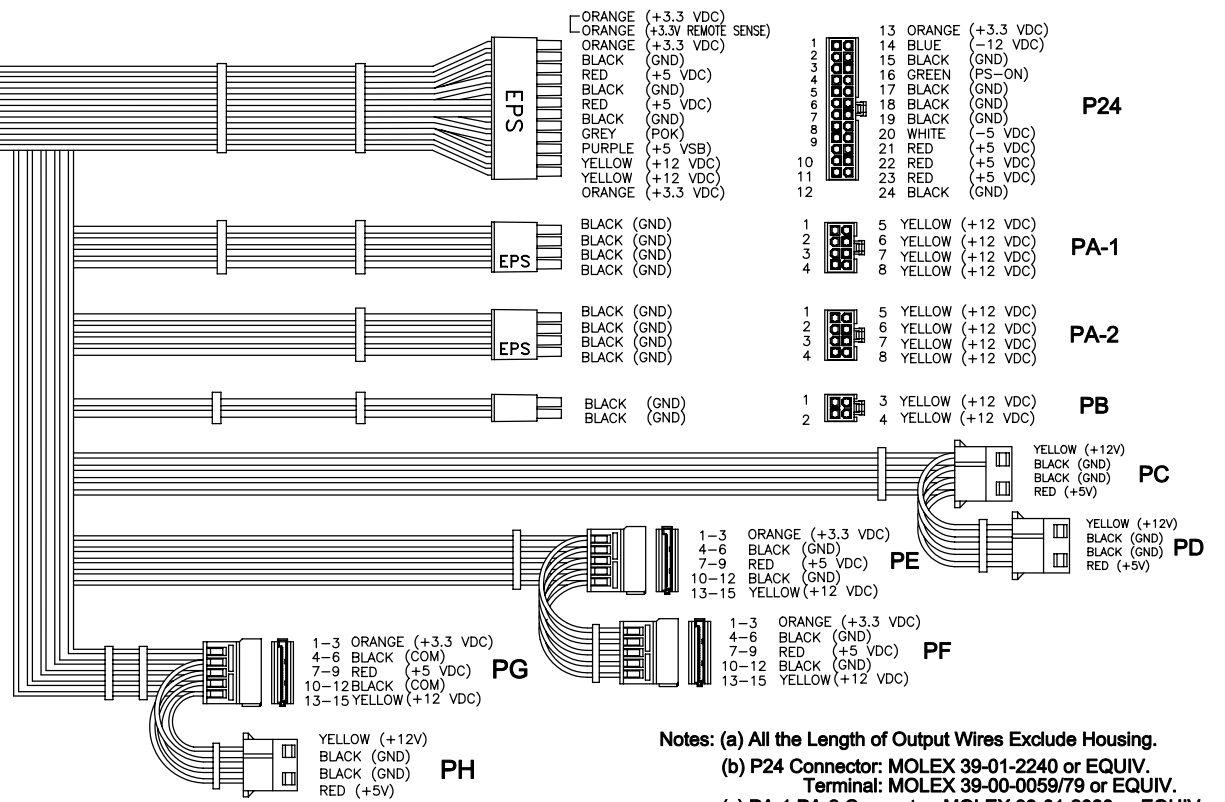 ORANGE (+3.3 VDC)
ORANGE (+3.3V REMOTE SENSE)
ORANGE (+3.3 VDC)
BLACK (GND)
RED (+5 VDC)
BLACK (GND)
RED (+5 VDC)
BLACK (GND)
GREY (POK)
PURPLE (+5 VSB)
YELLOW (+12 VDC)
YELLOW (+12 VDC)
ORANGE (+3.3 VDC)
EPS
1
2
3
4
5
6
7
8
9
10
11
12
13 ORANGE (+3.3 VDC)
14 BLUE (-12 VDC)
15 BLACK (GND)
16 GREEN (PS-ON)
17 BLACK (GND)
18 BLACK (GND)
19 BLACK (GND)
20 WHITE (-5 VDC)
21 RED (+5 VDC)
22 RED (+5 VDC)
23 RED (+5 VDC)
24 BLACK (GND)
P24
EPS
BLACK (GND)
BLACK (GND)
BLACK (GND)
BLACK (GND)
1
2
3
4
5 YELLOW (+12 VDC)
6 YELLOW (+12 VDC)
7 YELLOW (+12 VDC)
8 YELLOW (+12 VDC)
PA-1
EPS
BLACK (GND)
BLACK (GND)
BLACK (GND)
BLACK (GND)
1
2
3
4
5 YELLOW (+12 VDC)
6 YELLOW (+12 VDC)
7 YELLOW (+12 VDC)
8 YELLOW (+12 VDC)
PA-2
BLACK (GND)
BLACK (GND)
1
2
3 YELLOW (+12 VDC)
4 YELLOW (+12 VDC)
PB
YELLOW (+12V)
BLACK (GND)
BLACK (GND)
RED (+5V)
PC
YELLOW (+12V)
BLACK (GND)
BLACK (GND)
RED (+5V)
PD
1-3 ORANGE (+3.3 VDC)
4-6 BLACK (GND)
7-9 RED (+5 VDC)
10-12 BLACK (GND)
13-15 YELLOW(+12 VDC)
PE
1-3 ORANGE (+3.3 VDC)
4-6 BLACK (GND)
7-9 RED (+5 VDC)
10-12 BLACK (GND)
13-15 YELLOW(+12 VDC)
PF
1-3 ORANGE (+3.3 VDC)
4-6 BLACK (COM)
7-9 RED (+5 VDC)
10-12 BLACK (COM)
13-15 YELLOW(+12 VDC)
PG
YELLOW (+12V)
BLACK (GND)
BLACK (GND)
RED (+5V)
PH
Notes: (a) All the Length of Output Wires Exclude Housing.
(b) P24 Connector: MOLEX 39-01-2240 or EQUIV.
Terminal: MOLEX 39-00-0059/79 or EQUIV.